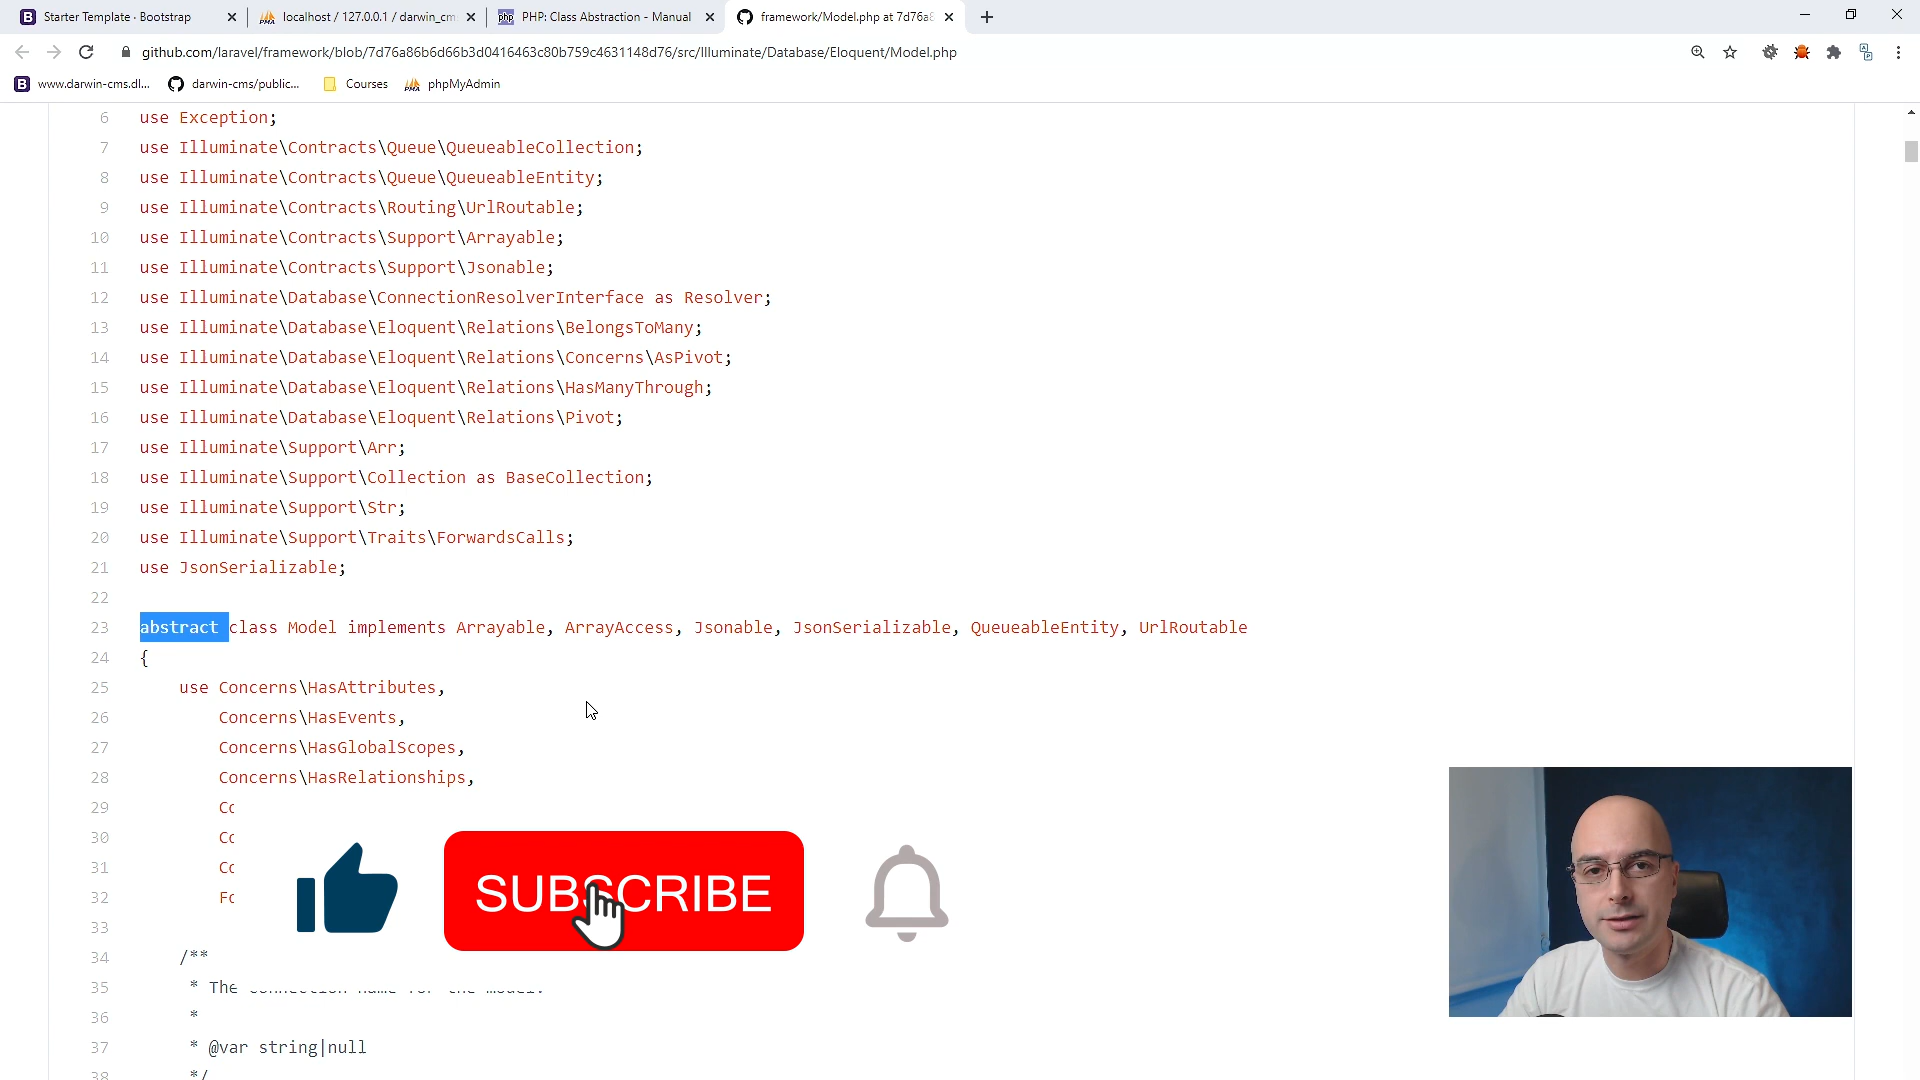 Starter Template · Bootstrap
localhost / 127.0.0.1 / darwin_cm
PHP: Class Abstraction - Manual
framework/Model.php at 7d76a8
github.com/laravel/framework/blob/7d76a86b6d66b3d0416463c80b759c4631148d76/src/Illuminate/Database/Eloquent/Model.php
www.darwin-cms.dl...
darwin-cms/public...
Courses
phpMyAdmin
6 use Exception;
7 use Illuminate\Contracts\Queue\QueueableCollection;
8 use Illuminate\Contracts\Queue\QueueableEntity;
9 use Illuminate\Contracts\Routing\UrlRoutable;
10 use Illuminate\Contracts\Support\Arrayable;
11 use Illuminate\Contracts\Support\Jsonable;
12 use Illuminate\Database\ConnectionResolverInterface as Resolver;
13 use Illuminate\Database\Eloquent\Relations\BelongsToMany;
14 use Illuminate\Database\Eloquent\Relations\Concerns\AsPivot;
15 use Illuminate\Database\Eloquent\Relations\HasManyThrough;
16 use Illuminate\Database\Eloquent\Relations\Pivot;
17 use Illuminate\Support\Arr;
18 use Illuminate\Support\Collection as BaseCollection;
19 use Illuminate\Support\Str;
20 use Illuminate\Support\Traits\ForwardsCalls;
21 use JsonSerializable;
22
23 abstract class Model implements Arrayable, ArrayAccess, Jsonable, JsonSerializable, QueueableEntity, UrlRoutable
24 {
25 use Concerns\HasAttributes,
26 Concerns\HasEvents,
27 Concerns\HasGlobalScopes,
28 Concerns\HasRelationships,
29 Co
30 Co
31 Co
32 Fo
33
34 /**
35 * The
36 *
37 * @var string|null
38 */
SUBSCRIBE